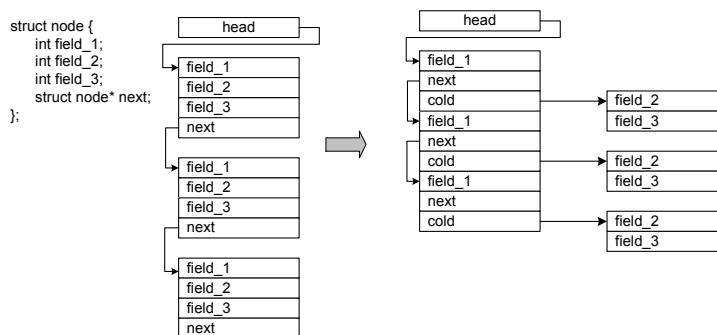 struct node {
int field_1;
int field_2;
int field_3;
struct node* next;
};
head
field_1
field_2
field_3
next
field_1
field_2
field_3
next
field_1
field_2
field_3
next
head
field_1
next
cold
field_1
next
cold
field_1
next
cold
field_2
field_3
field_2
field_3
field_2
field_3